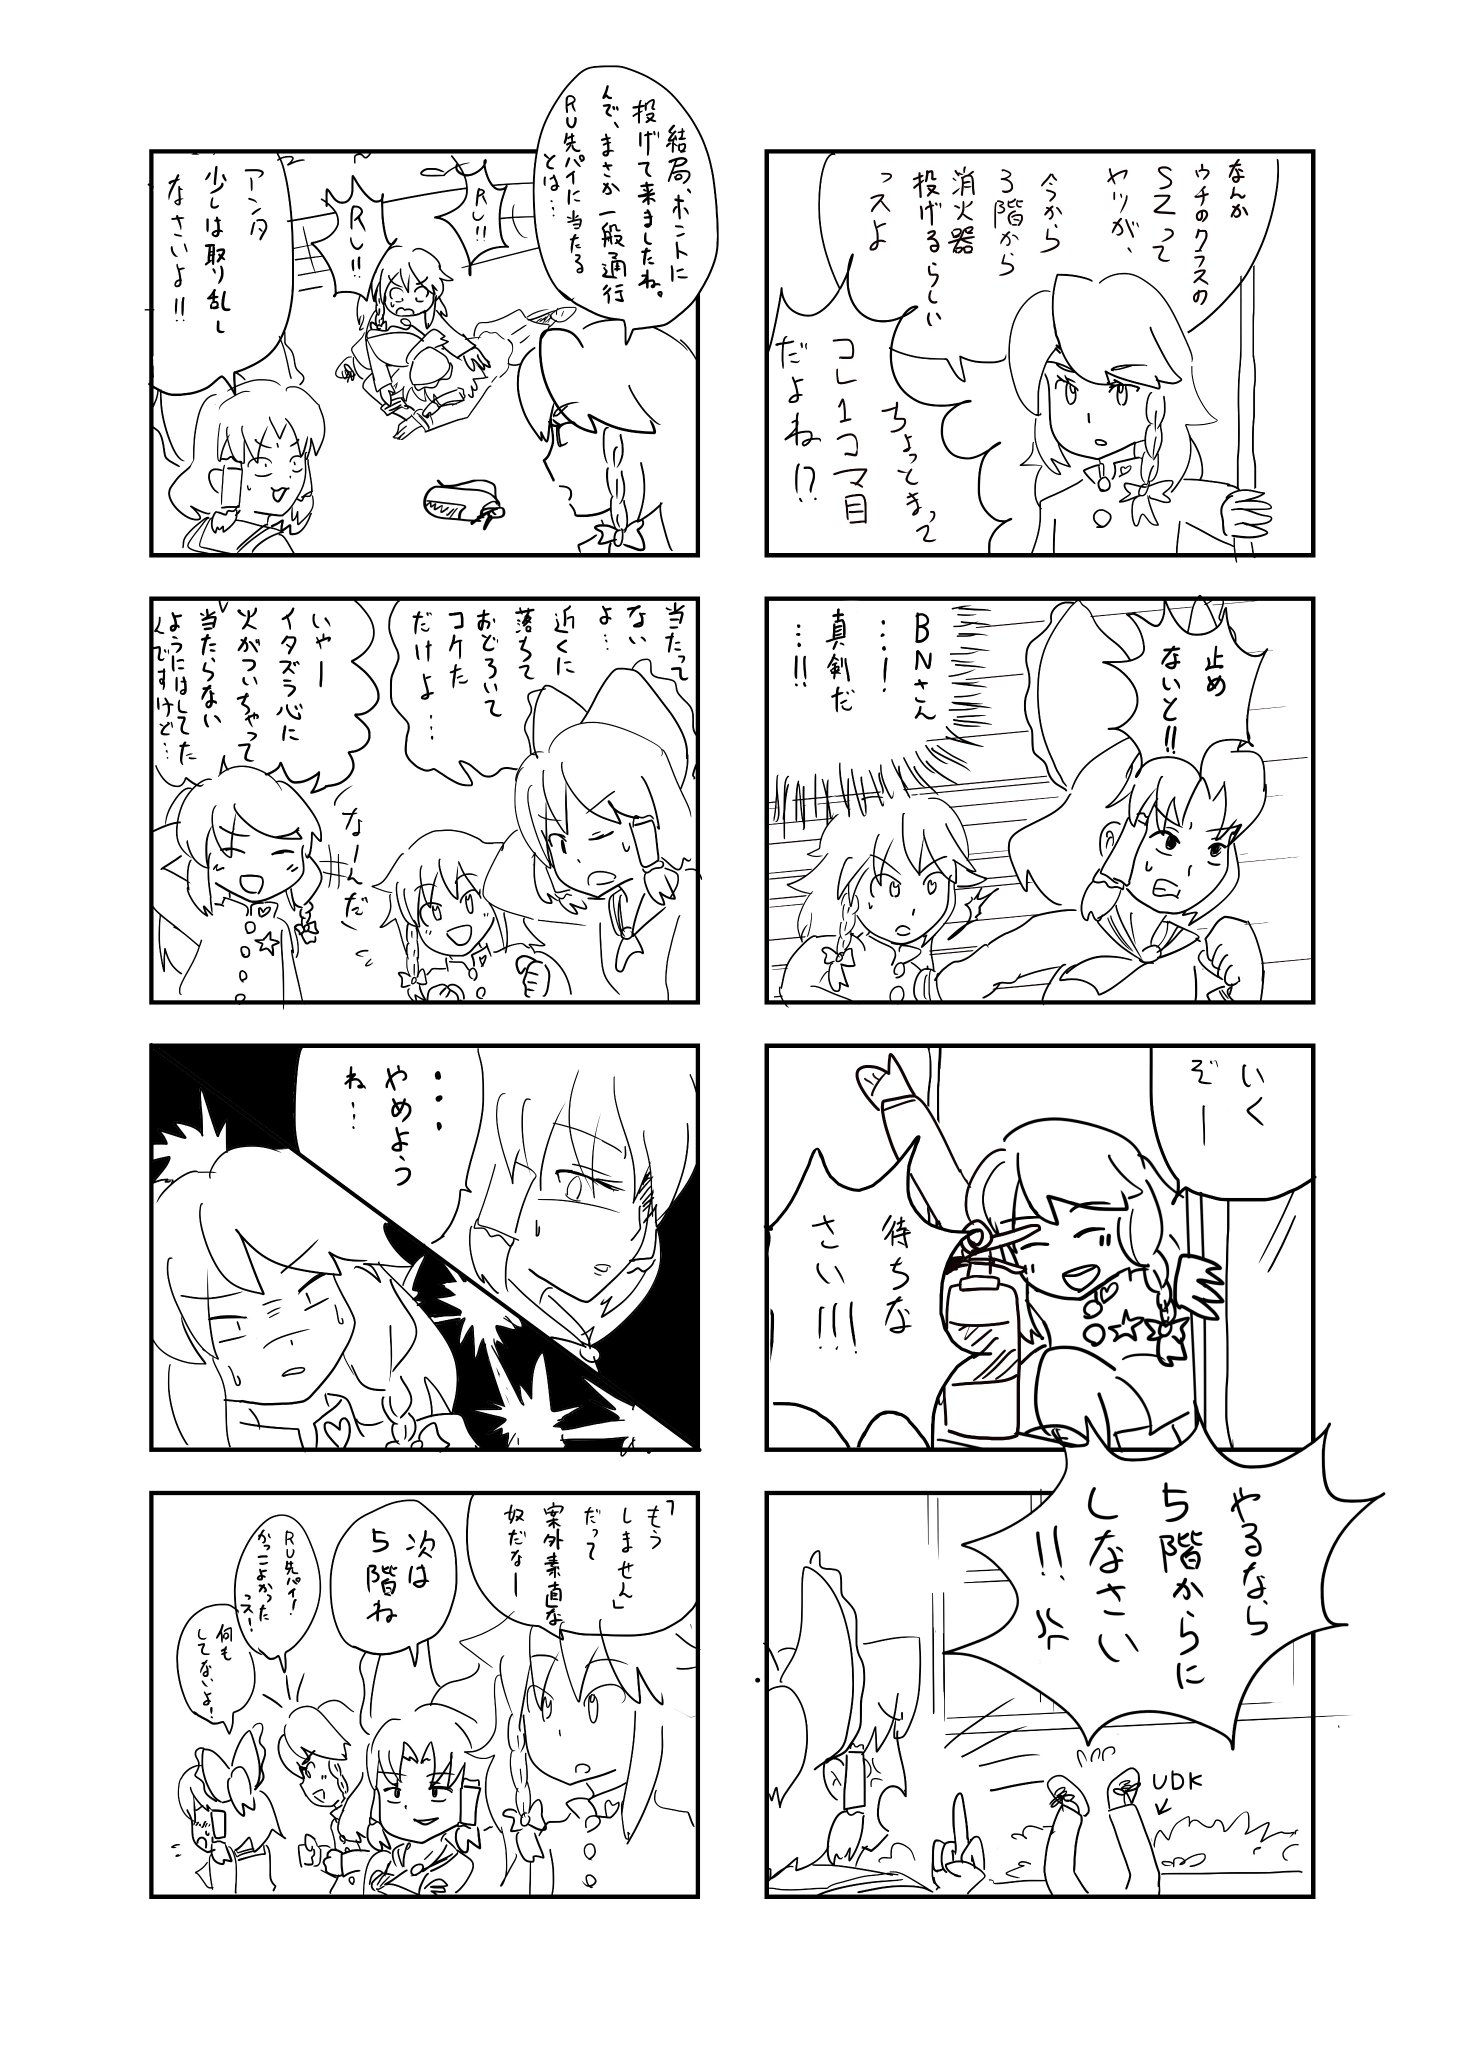 なんか
ウチのクラスの
SZって
ヤツが、
今から
3階から
消火器
投げるらしい
っスよ
ちょっとまって
コレ1コマ目
だよね!?
止め
ないと!!
BNさん
…!
真剣だ
…!!
いく
ぞー
待ちな
さい!!!
やるなら
5階からに
しなさい
!!
UDK
結局、ホントに
投げて来ましたね。
んで、まさか一般通行
RU先パイに当たる
とは…
RU!!
RU!!
アンタ
少しは取り乱し
なさいよ!!
当たって
ない
よ…
近くに
落ちて
おどろいて
コケた
だけよ…
なーんだ
いやー
イタズラ心に
火がついちゃって
当たらない
ようにはしてた
んですけど…
・・・
やめよう
ね…
「もう
しません」
だって
案外素直な
奴だなー
次は
5階ね
RU先パイ!
かっこよかった
っス!
何も
してないよ!